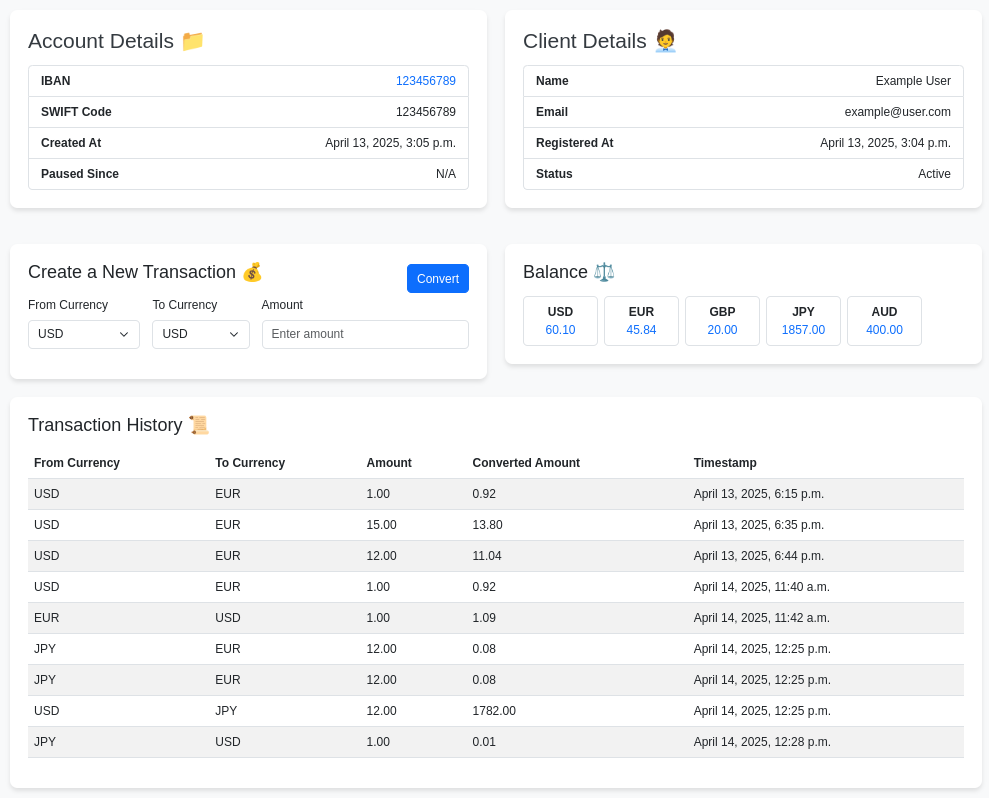 Account Details 📁
IBAN 123456789
SWIFT Code 123456789
Created At April 13, 2025, 3:05 p.m.
Paused Since N/A
Client Details 🧑‍💼
Name Example User
Email example@user.com
Registered At April 13, 2025, 3:04 p.m.
Status Active
Create a New Transaction 💰
Convert
From Currency To Currency Amount
USD USD Enter amount
Balance ⚖️
USD EUR GBP JPY AUD
60.10 45.84 20.00 1857.00 400.00
Transaction History 📜
From Currency To Currency Amount Converted Amount Timestamp
USD EUR 1.00 0.92 April 13, 2025, 6:15 p.m.
USD EUR 15.00 13.80 April 13, 2025, 6:35 p.m.
USD EUR 12.00 11.04 April 13, 2025, 6:44 p.m.
USD EUR 1.00 0.92 April 14, 2025, 11:40 a.m.
EUR USD 1.00 1.09 April 14, 2025, 11:42 a.m.
JPY EUR 12.00 0.08 April 14, 2025, 12:25 p.m.
JPY EUR 12.00 0.08 April 14, 2025, 12:25 p.m.
USD JPY 12.00 1782.00 April 14, 2025, 12:25 p.m.
JPY USD 1.00 0.01 April 14, 2025, 12:28 p.m.